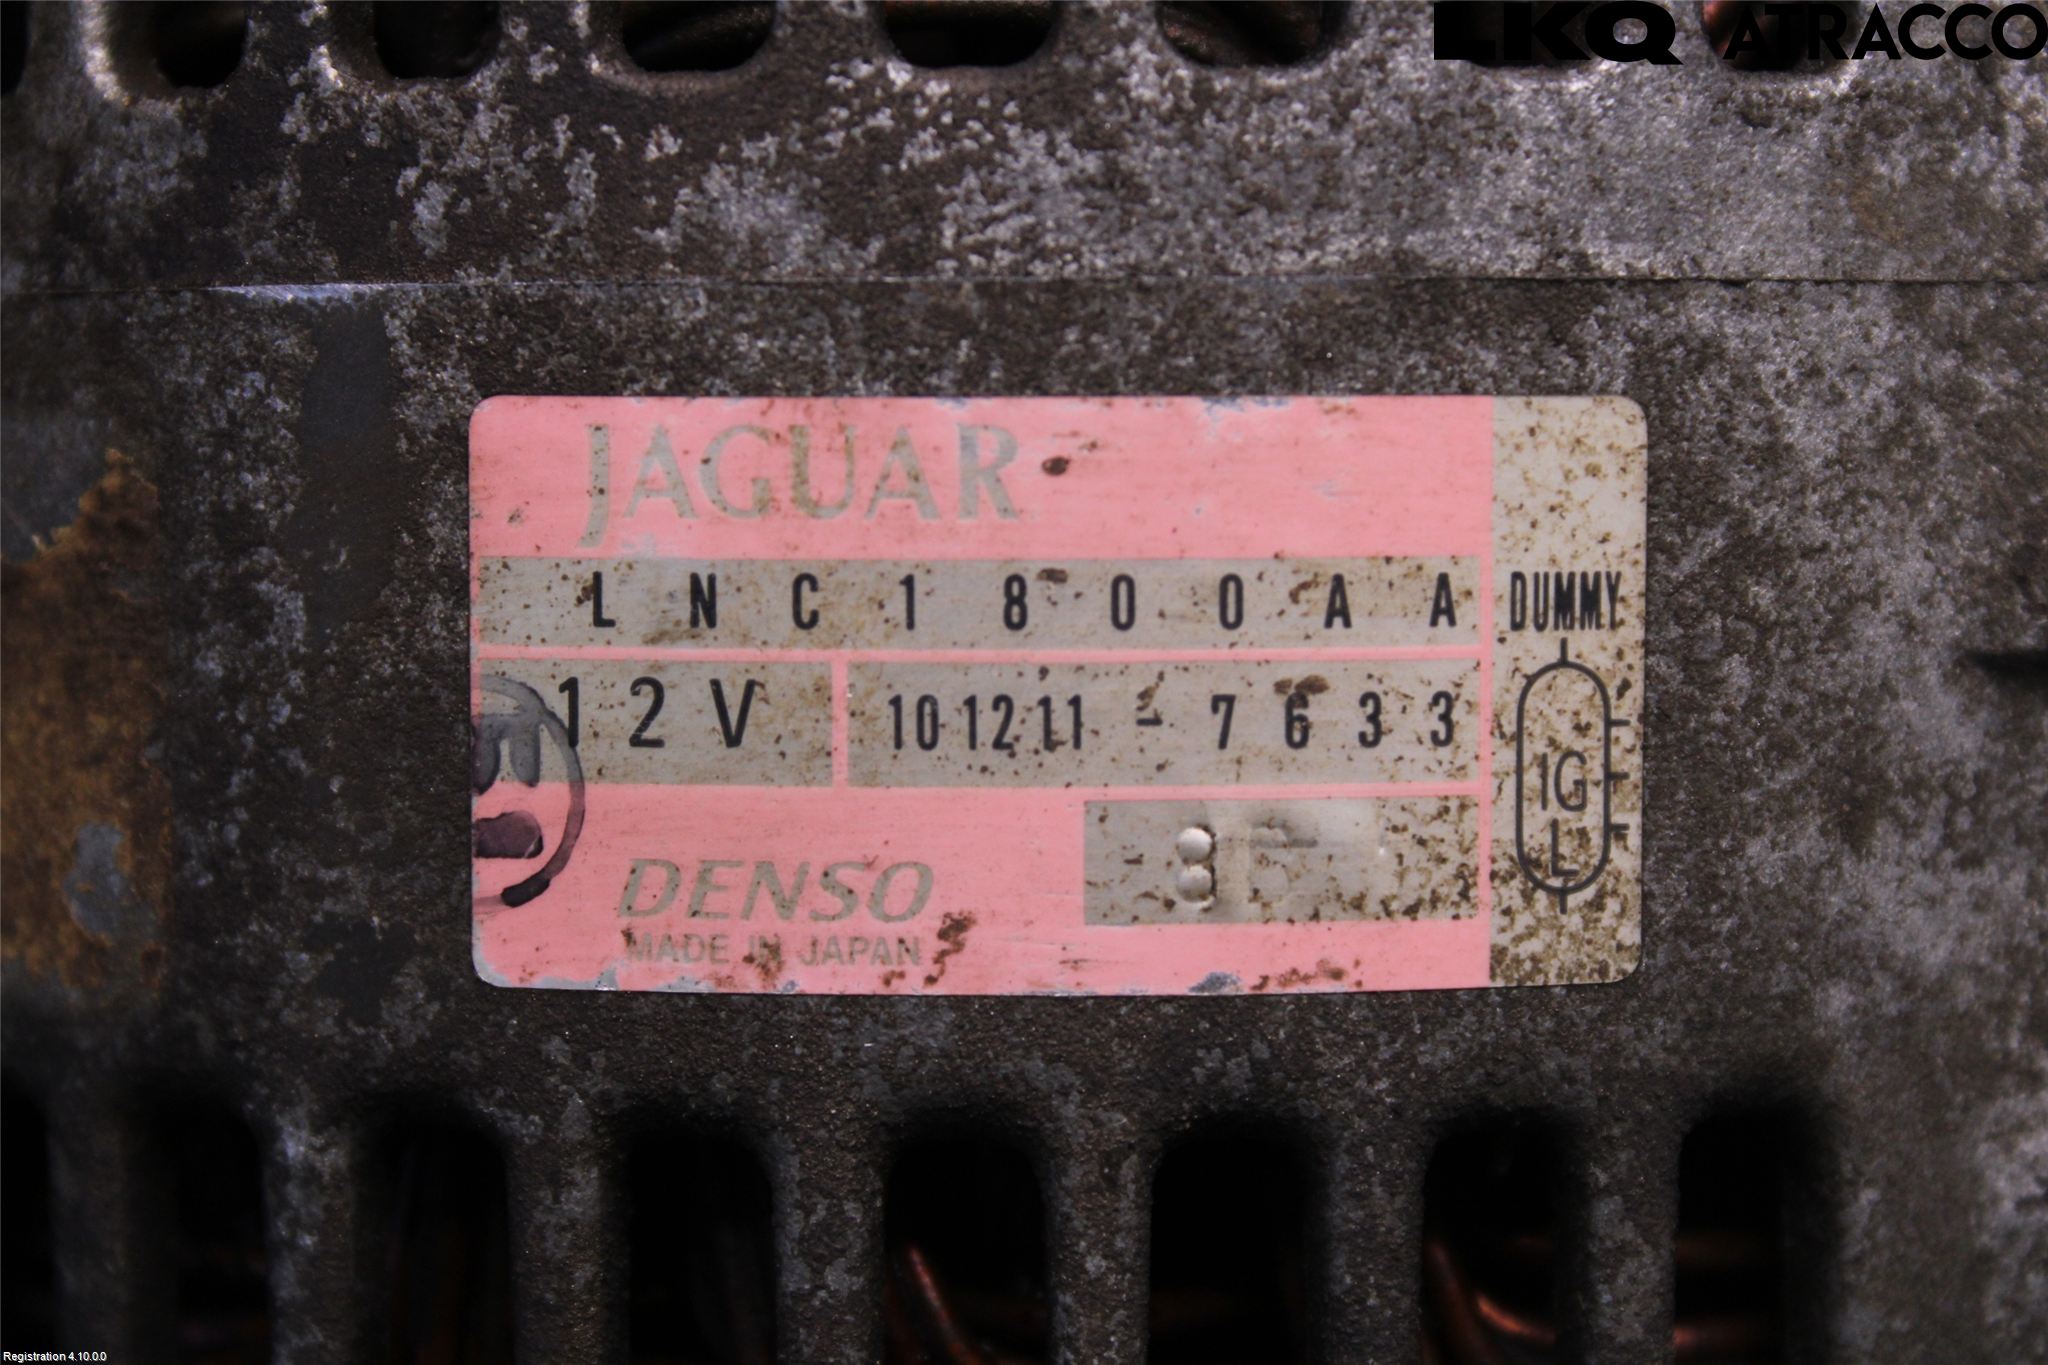 LKQ ATRACCO
JAGUAR
LNC1800AA
DUMMY
12V
101211-7633
IG
L
DENSO
MADE IN JAPAN
Registration 4.10.0.0